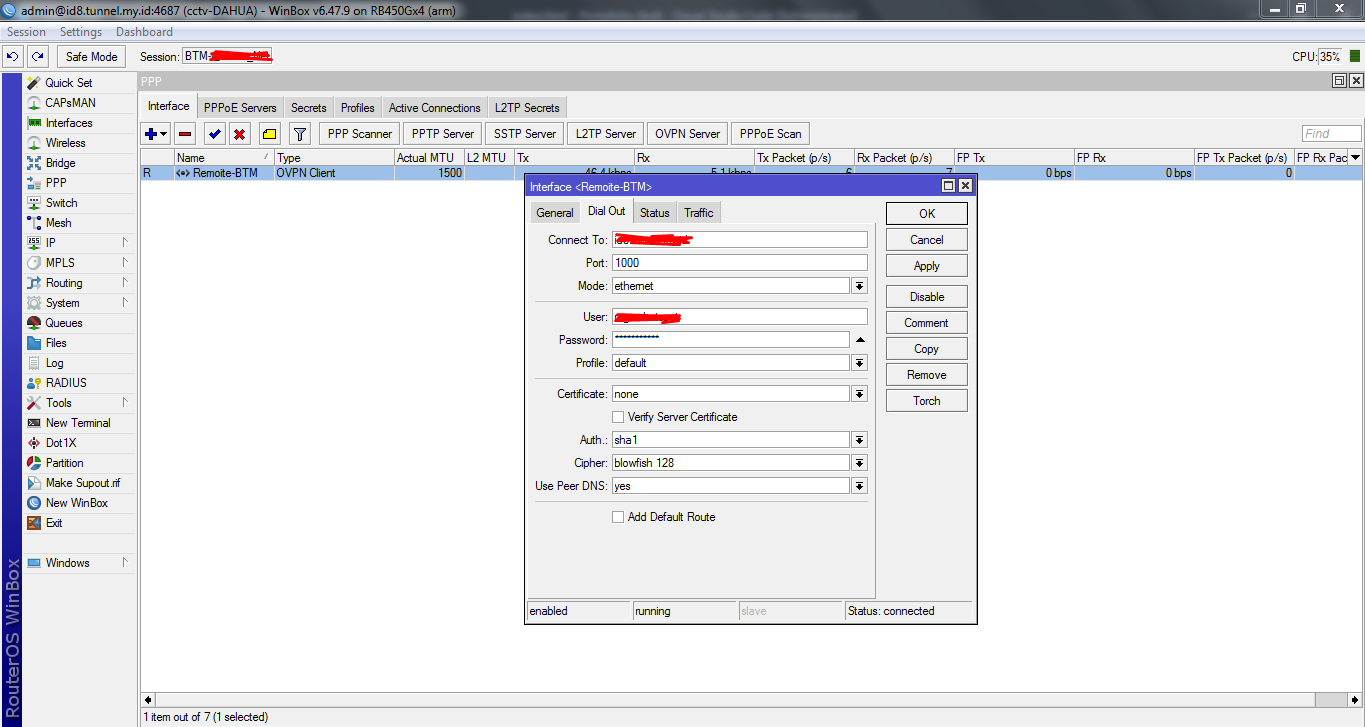 admin@id8.tunnel.my.id:4687 (cctv-DAHUA) - WinBox v6.47.9 on RB450Gx4 (arm)
Session Settings Dashboard
Safe Mode Session: BTM- CPU: 35%
RouterOS WinBox
Quick Set
CAPsMAN
Interfaces
Wireless
Bridge
PPP
Switch
Mesh
IP
MPLS
Routing
System
Queues
Files
Log
RADIUS
Tools
New Terminal
Dot1X
Partition
Make Supout.rif
New WinBox
Exit
Windows
PPP
Interface PPPoE Servers Secrets Profiles Active Connections L2TP Secrets
PPP Scanner PPTP Server SSTP Server L2TP Server OVPN Server PPPoE Scan Find
Name Type Actual MTU L2 MTU Tx Rx Tx Packet (p/s) Rx Packet (p/s) FP Tx FP Rx FP Tx Packet (p/s) FP Rx Pac
R Remoite-BTM OVPN Client 1500 46.4 kbps 5.1 kbps 6 7 0 bps 0 bps 0
Interface <Remoite-BTM>
General Dial Out Status Traffic
Connect To:
Port: 1000
Mode: ethernet
User:
Password: ***********
Profile: default
Certificate: none
Verify Server Certificate
Auth.: sha1
Cipher: blowfish 128
Use Peer DNS: yes
Add Default Route
OK
Cancel
Apply
Disable
Comment
Copy
Remove
Torch
enabled running slave Status: connected
1 item out of 7 (1 selected)